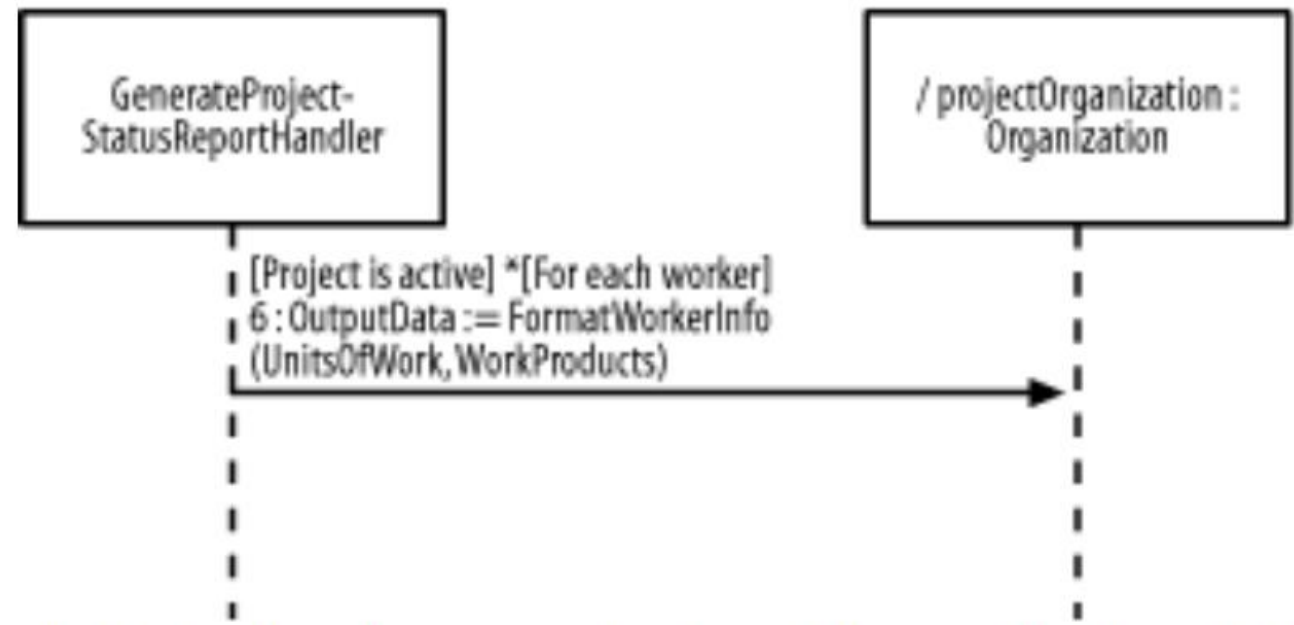 GenerateProject-
StatusReportHandler
/ projectOrganization :
Organization
[Project is active] *[For each worker]
6 : OutputData := FormatWorkerInfo
(UnitsOfWork, WorkProducts)